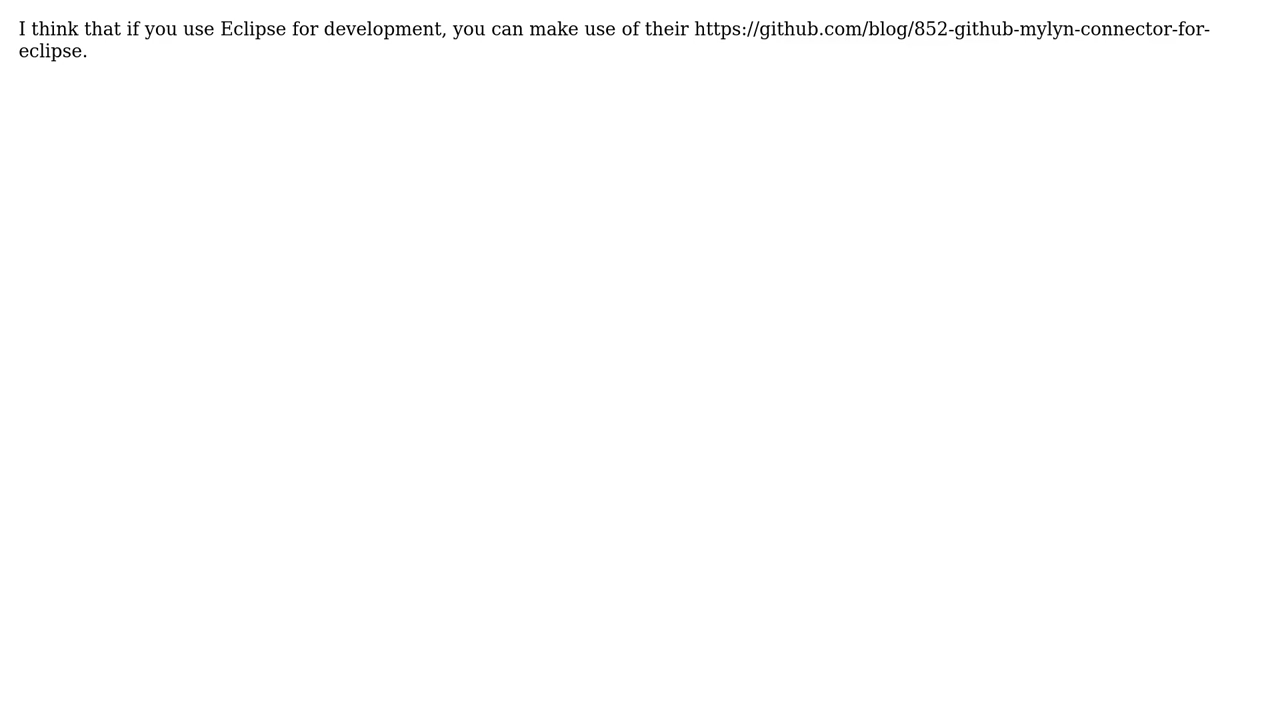 I think that if you use Eclipse for development, you can make use of their https://github.com/blog/852-github-mylyn-connector-for-
eclipse.